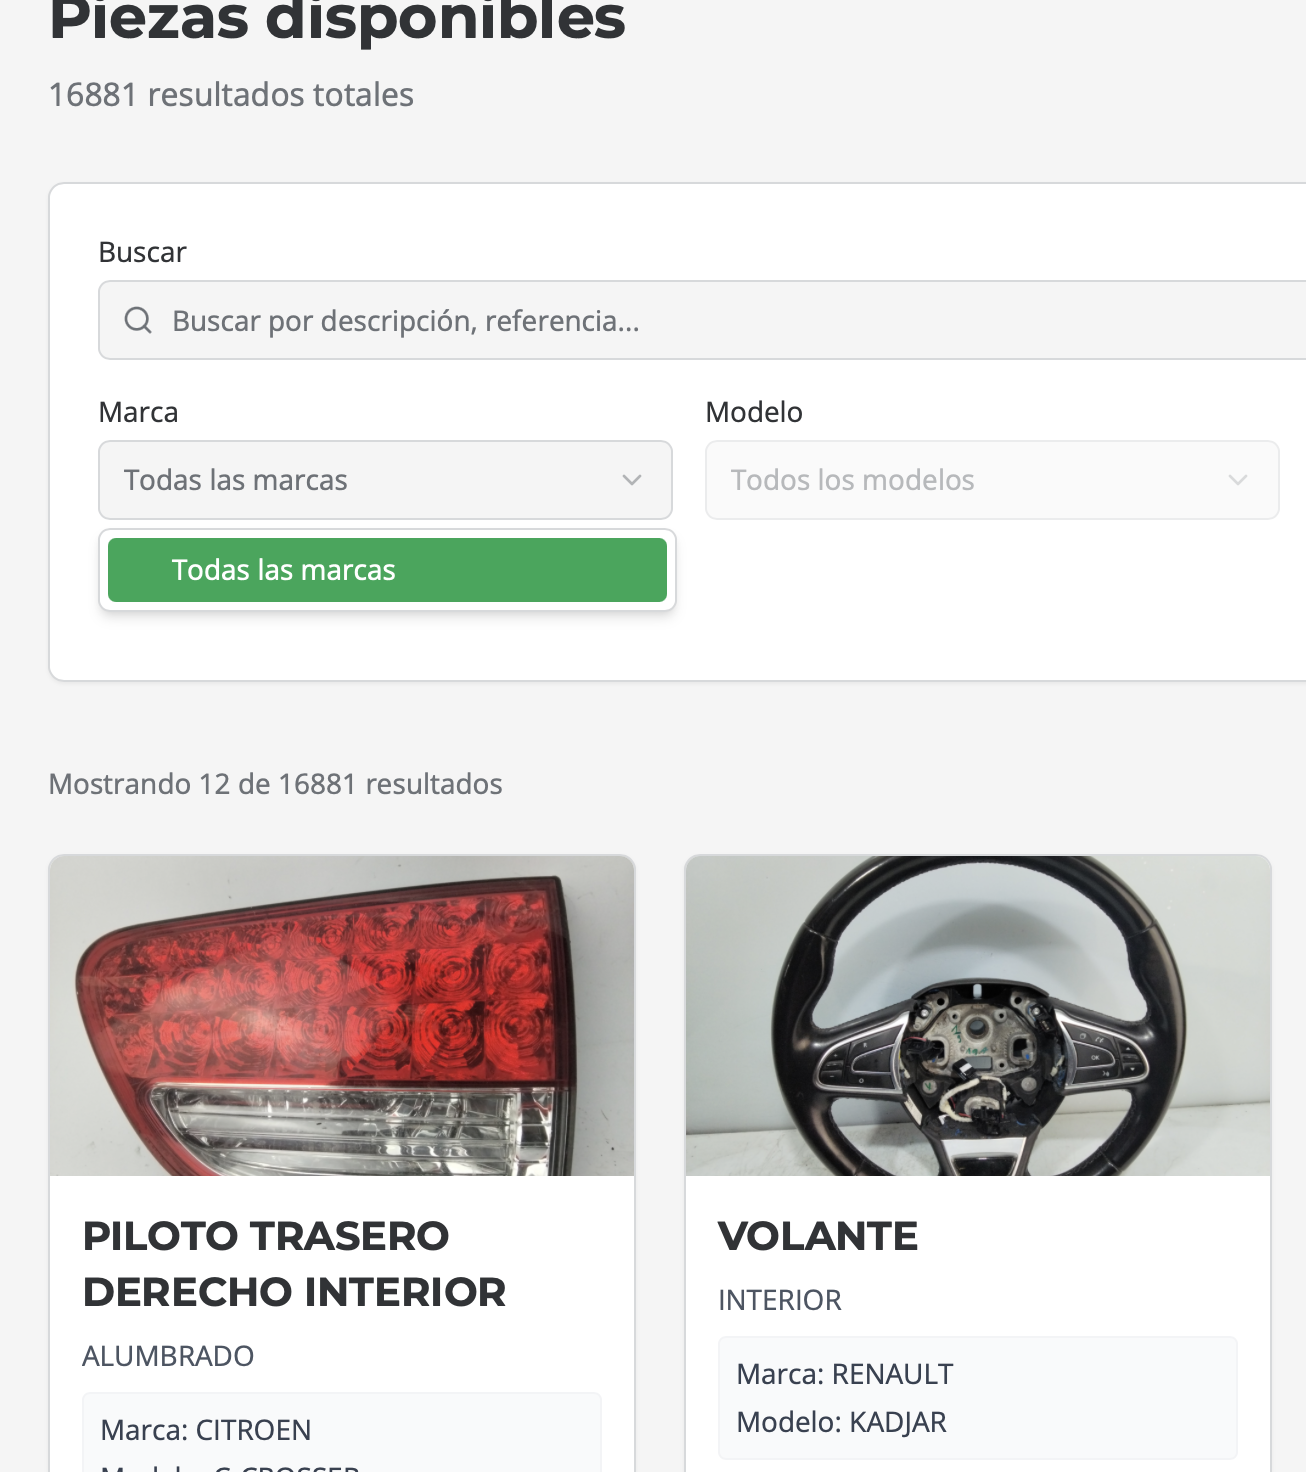 Piezas disponibles
16881 resultados totales
Buscar
Buscar por descripción, referencia...
Marca
Modelo
Todas las marcas
Todos los modelos
Todas las marcas
Mostrando 12 de 16881 resultados
PILOTO TRASERO
DERECHO INTERIOR
ALUMBRADO
Marca: CITROEN
Modelo: C-CROSSER
VOLANTE
INTERIOR
Marca: RENAULT
Modelo: KADJAR